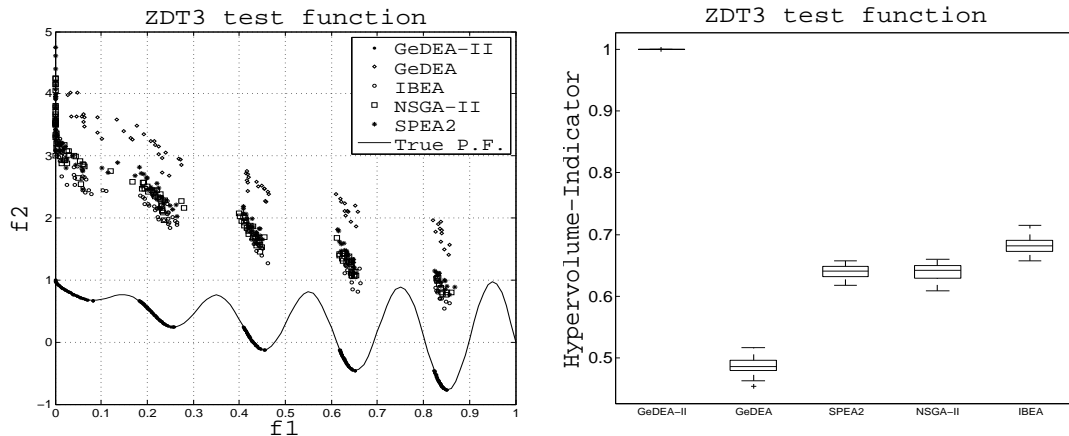 ZDT3 test function
5
4
3
2
1
0
−1
f2
GeDEA−II
GeDEA
IBEA
NSGA−II
SPEA2
True P.F.
0 0.1 0.2 0.3 0.4 0.5 0.6 0.7 0.8 0.9 1
f1
ZDT3 test function
1
0.9
0.8
0.7
0.6
0.5
Hypervolume−Indicator
GeDEA−II GeDEA SPEA2 NSGA−II IBEA